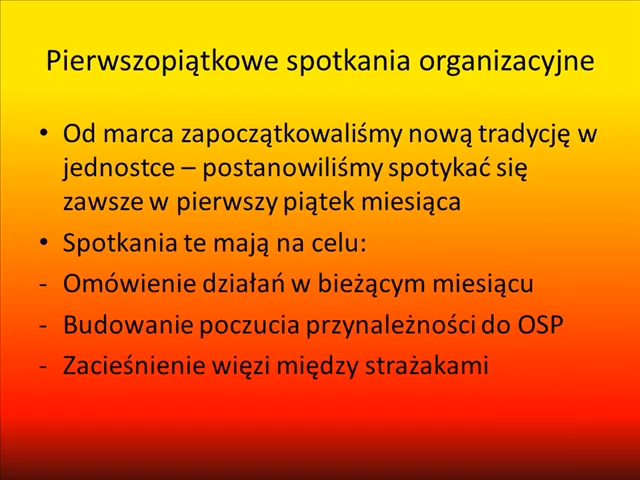 Pierwszopiątkowe spotkania organizacyjne
• Od marca zapoczątkowaliśmy nową tradycję w
jednostce – postanowiliśmy spotykać się
zawsze w pierwszy piątek miesiąca
• Spotkania te mają na celu:
- Omówienie działań w bieżącym miesiącu
- Budowanie poczucia przynależności do OSP
- Zacieśnienie więzi między strażakami